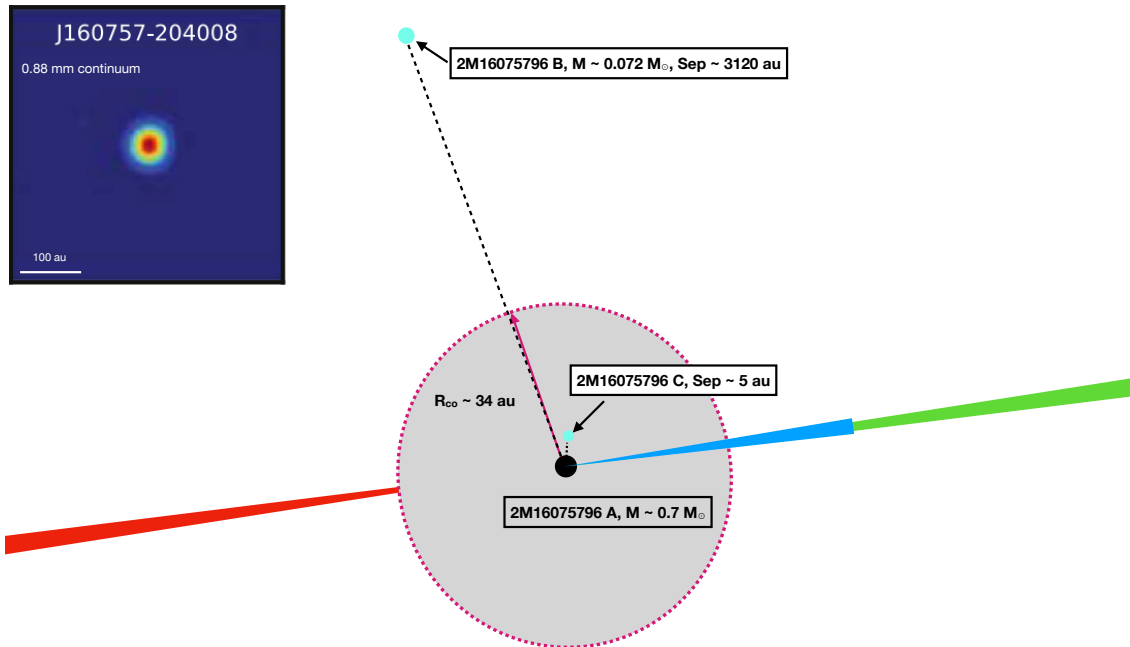 J160757-204008
0.88 mm continuum
100 au
2M16075796 B, M ~ 0.072 M☉, Sep ~ 3120 au
2M16075796 C, Sep ~ 5 au
R_co ~ 34 au
2M16075796 A, M ~ 0.7 M☉